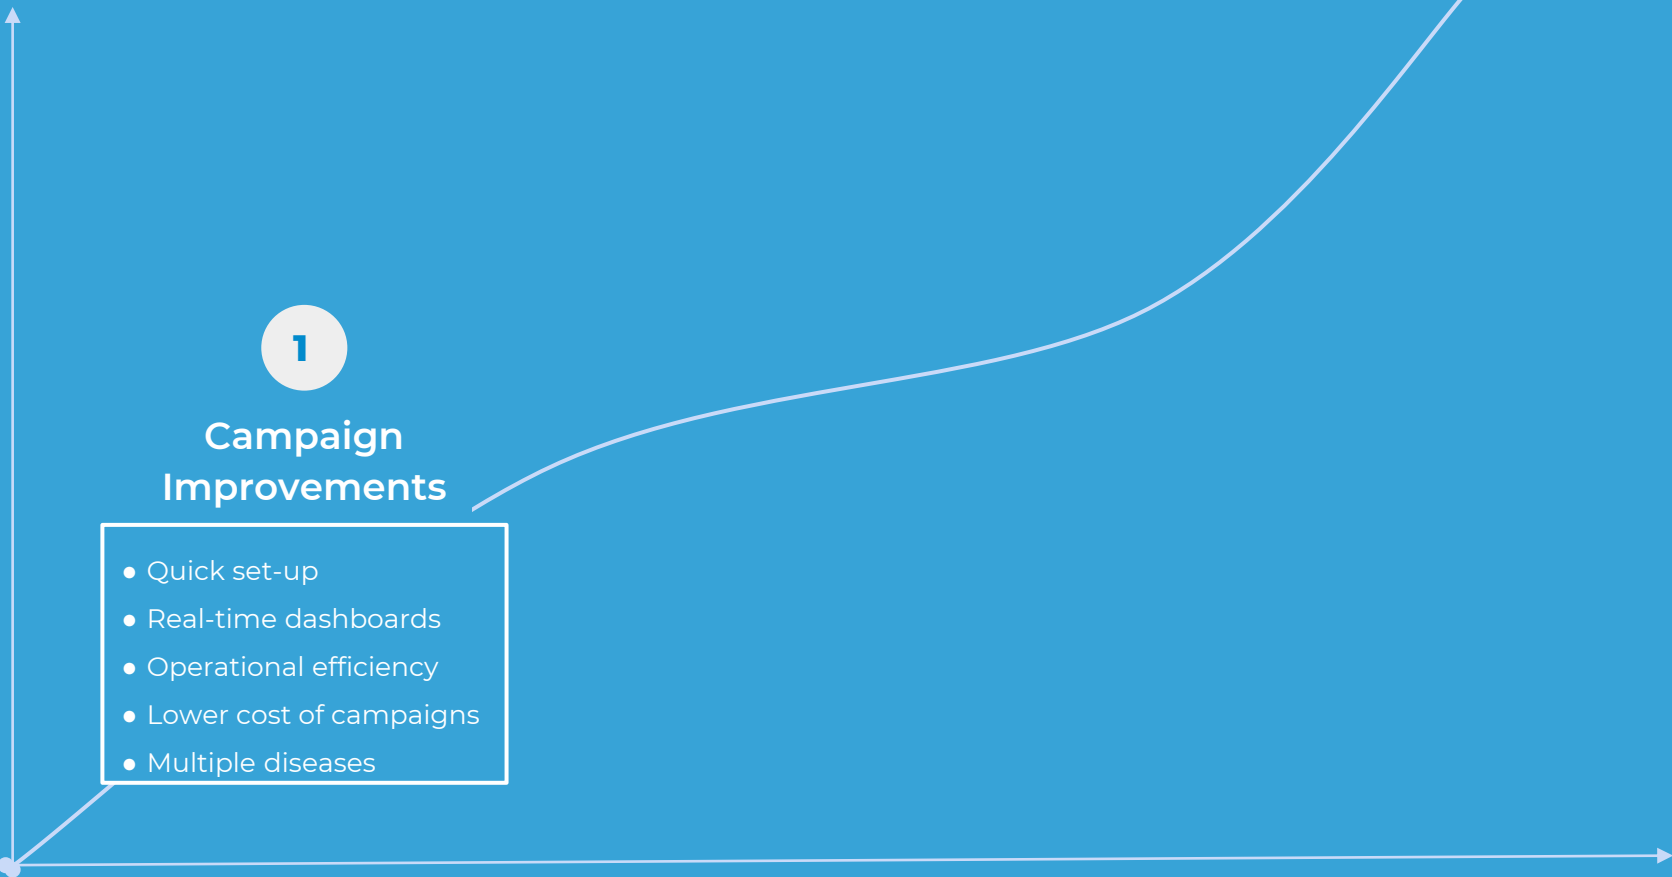 1
Campaign
Improvements
● Quick set-up
● Real-time dashboards
● Operational efficiency
● Lower cost of campaigns
● Multiple diseases